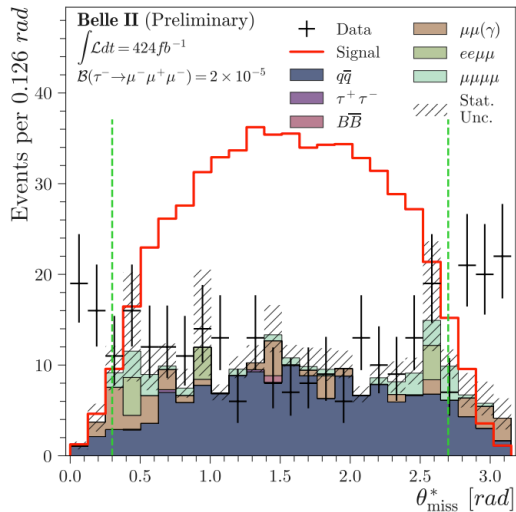 Belle II (Preliminary)
∫ℒdt = 424fb⁻¹
ℬ(τ⁻→μ⁻μ⁺μ⁻) = 2 × 10⁻⁵
Data
Signal
qq̅
τ⁺τ⁻
BB̅
μμ(γ)
eeμμ
μμμμ
Stat.
Unc.
Events per 0.126 rad
40
30
20
10
0
0.0 0.5 1.0 1.5 2.0 2.5 3.0
θ*miss [rad]